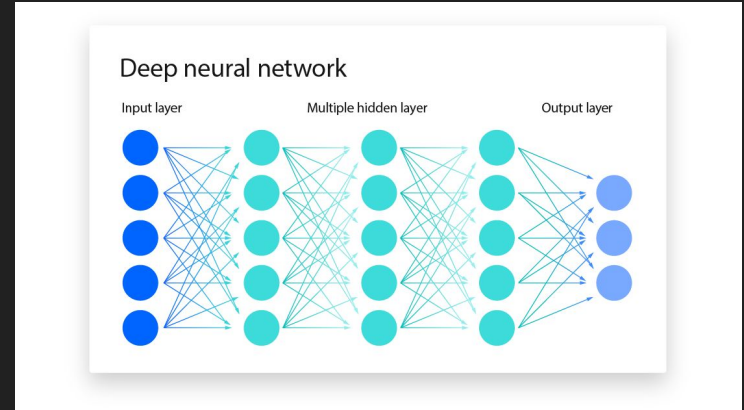 Deep neural network
Input layer
Multiple hidden layer
Output layer